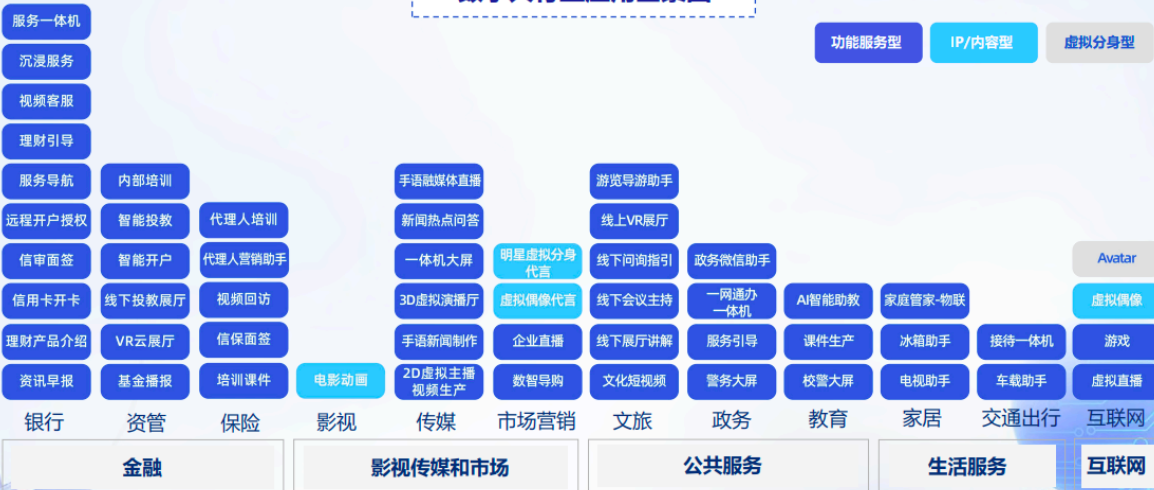 功能服务型
IP/内容型
虚拟分身型
服务一体机
沉浸服务
视频客服
理财引导
服务导航
远程开户授权
信审面签
信用卡开卡
理财产品介绍
资讯早报
银行
内部培训
智能投教
智能开户
线下投教展厅
VR云展厅
基金播报
资管
代理人培训
代理人营销助手
视频回访
信保面签
培训课件
保险
电影动画
影视
手语融媒体直播
新闻热点问答
一体机大屏
3D虚拟演播厅
手语新闻制作
2D虚拟主播
视频生产
传媒
明星虚拟分身
代言
虚拟偶像代言
企业直播
数智导购
市场营销
游览导游助手
线上VR展厅
线下问询指引
线下会议主持
线下展厅讲解
文化短视频
文旅
政务微信助手
一网通办
一体机
服务引导
警务大屏
政务
AI智能助教
课件生产
校警大屏
教育
家庭管家-物联
冰箱助手
电视助手
家居
接待一体机
车载助手
交通出行
Avatar
虚拟偶像
游戏
虚拟直播
互联网
金融
影视传媒和市场
公共服务
生活服务
互联网